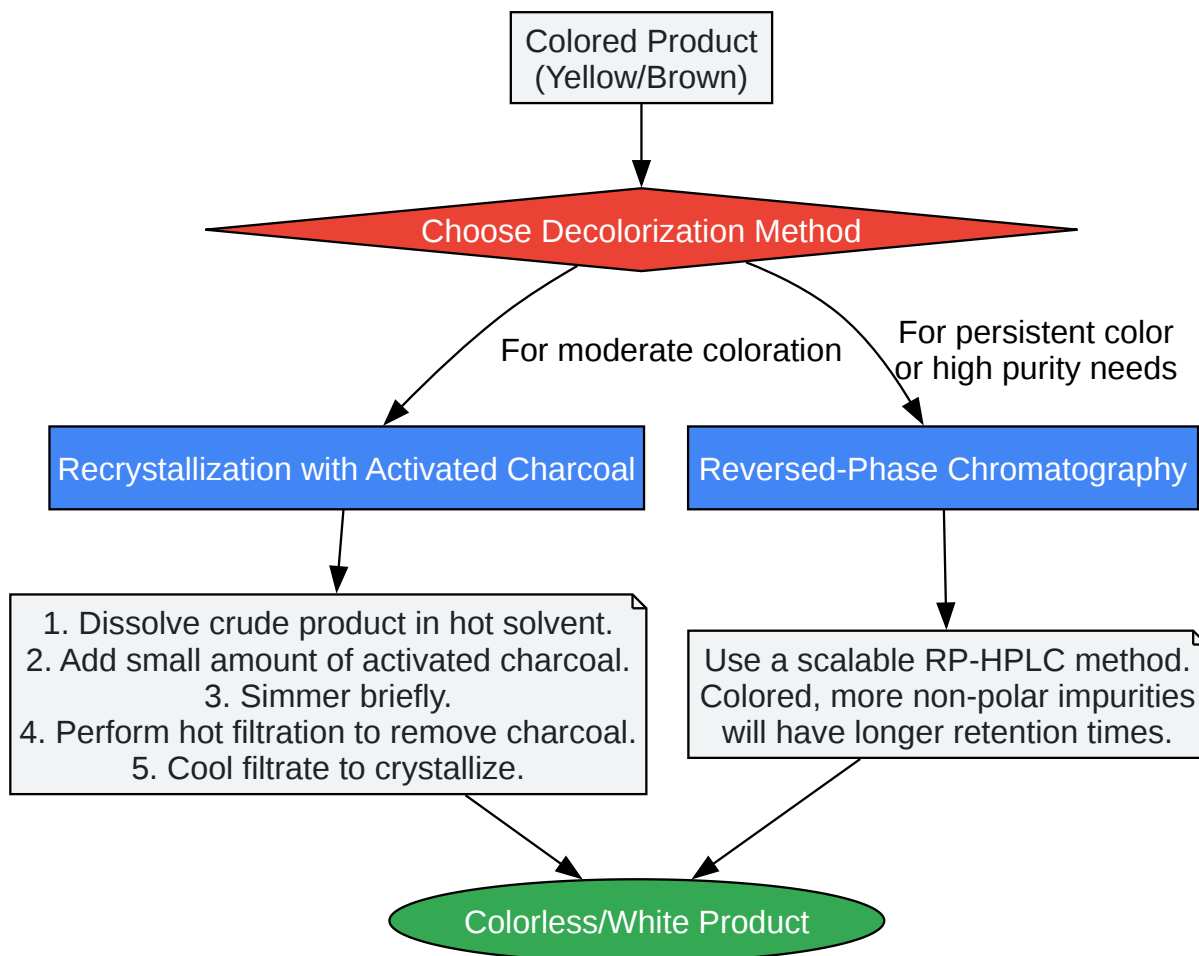 Colored Product
(Yellow/Brown)
Choose Decolorization Method
For moderate coloration
For persistent color
or high purity needs
Recrystallization with Activated Charcoal
Reversed-Phase Chromatography
1. Dissolve crude product in hot solvent.
2. Add small amount of activated charcoal.
3. Simmer briefly.
4. Perform hot filtration to remove charcoal.
5. Cool filtrate to crystallize.
Use a scalable RP-HPLC method.
Colored, more non-polar impurities
will have longer retention times.
Colorless/White Product